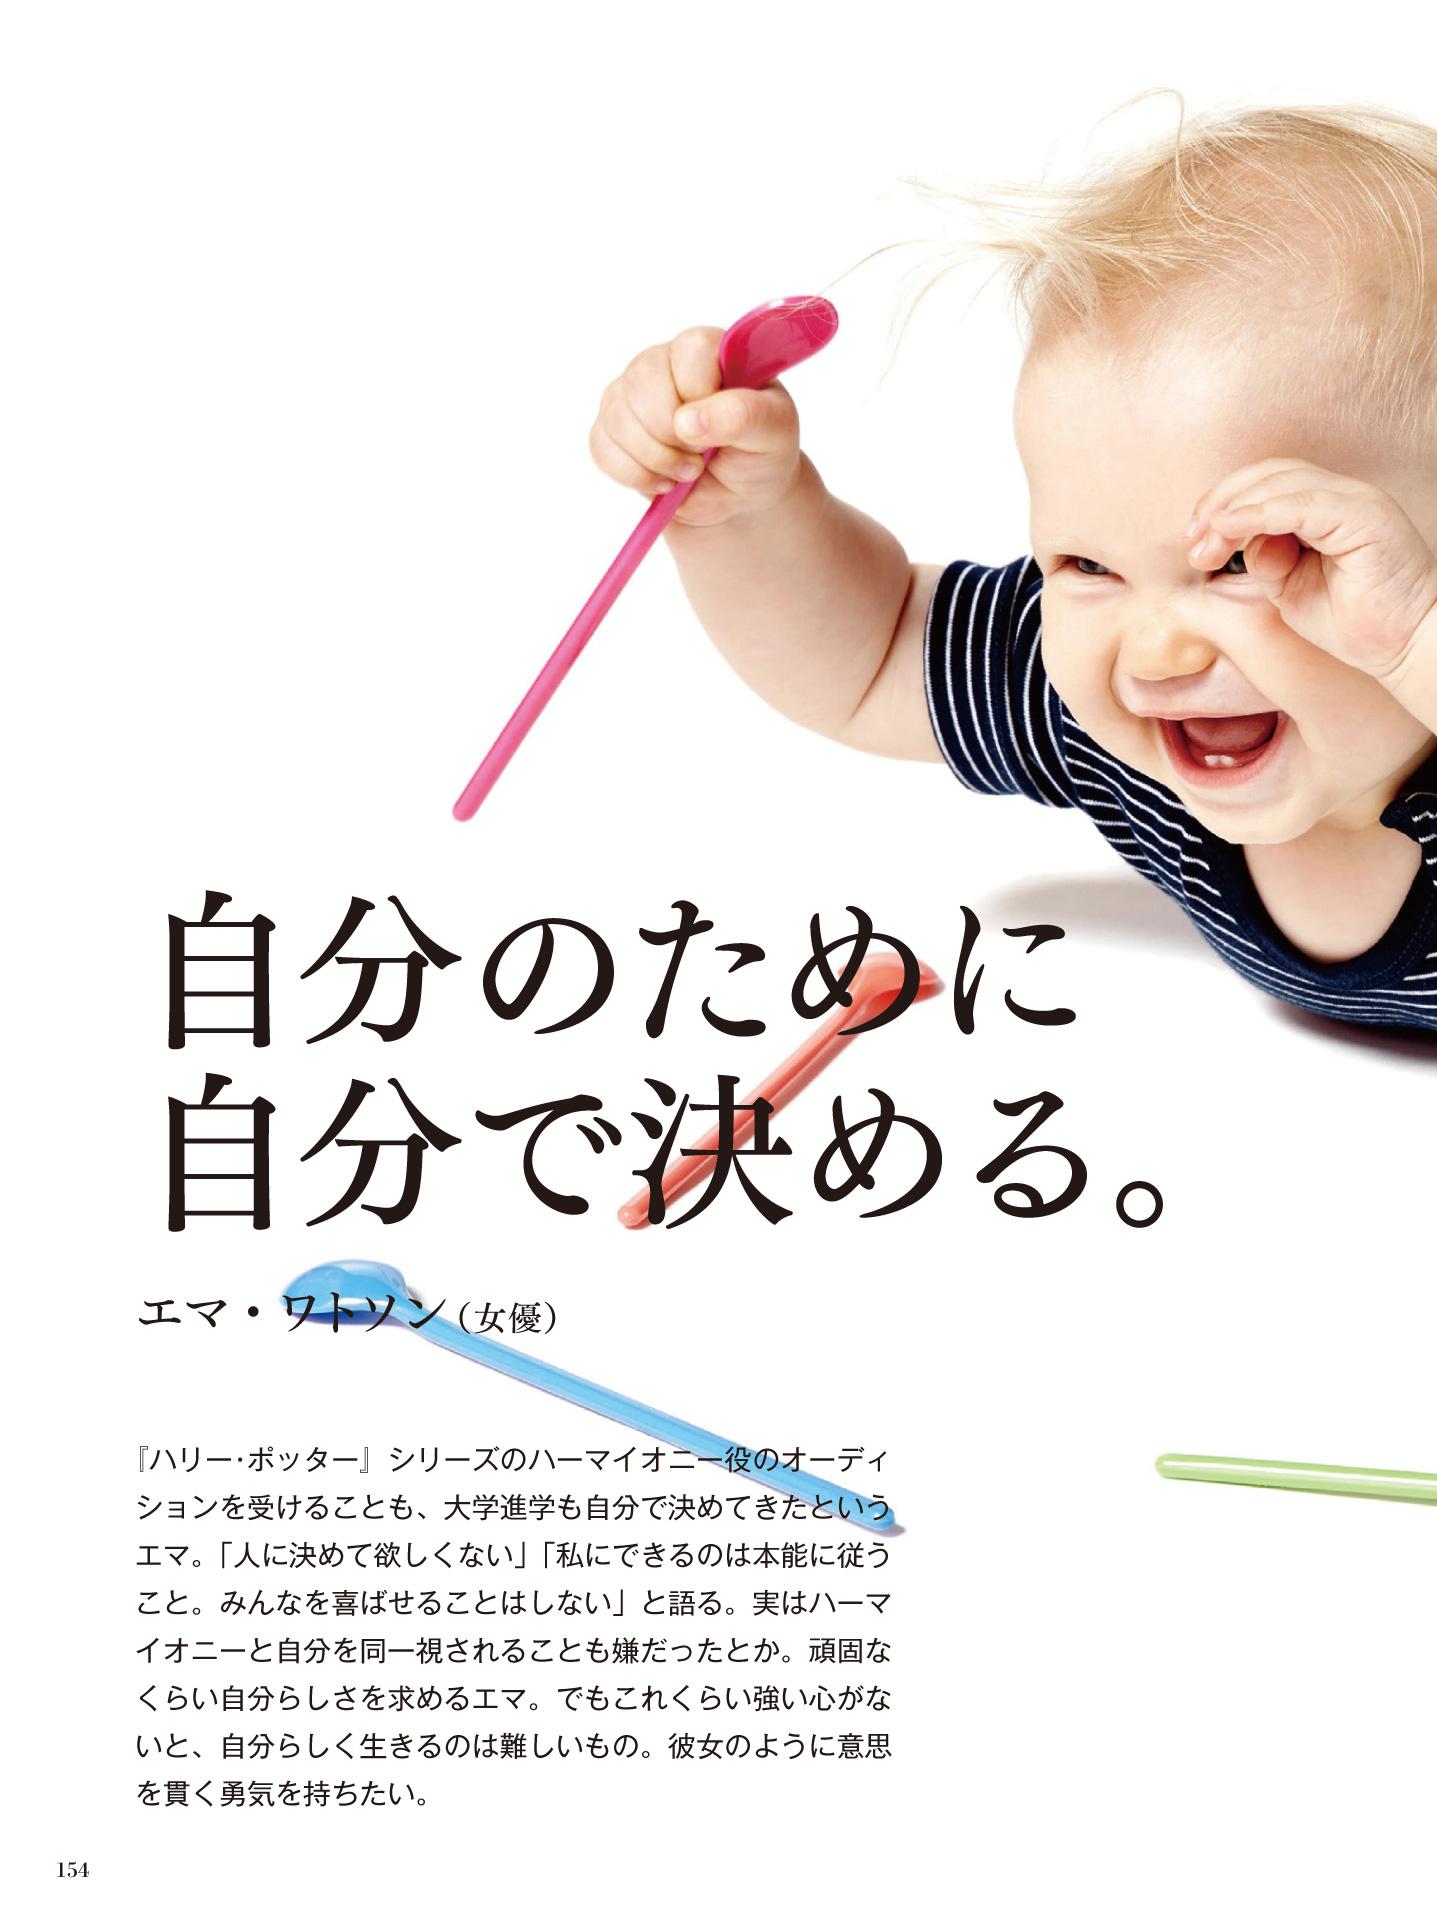 自分のために
自分で決める。
エマ・ワトソン（女優）
『ハリー・ポッター』シリーズのハーマイオニー役のオーディ
ションを受けることも、大学進学も自分で決めてきたという
エマ。「人に決めて欲しくない」「私にできるのは本能に従う
こと。みんなを喜ばせることはしない」と語る。実はハーマ
イオニーと自分を同一視されることも嫌だったとか。頑固な
くらい自分らしさを求めるエマ。でもこれくらい強い心がな
いと、自分らしく生きるのは難しいもの。彼女のように意思
を貫く勇気を持ちたい。
154